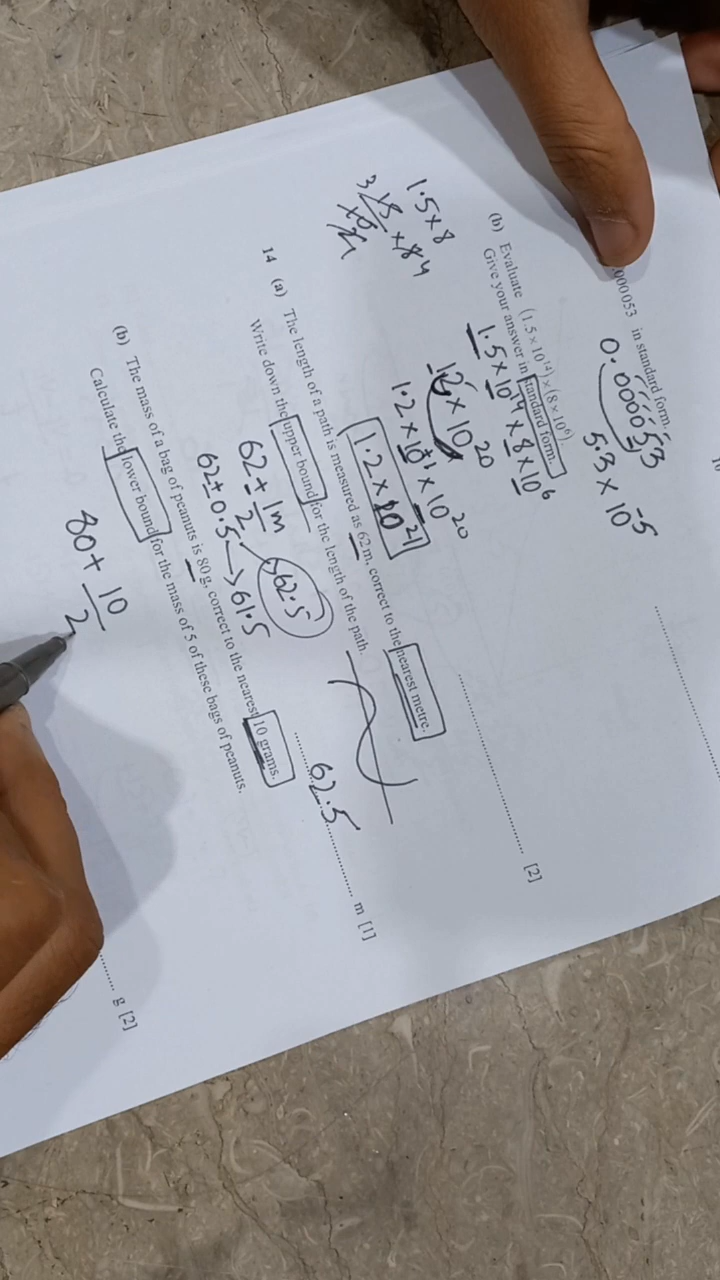 000053 in standard form.
0.000053
5.3 × 10⁻⁵
(b) Evaluate (1.5 × 10¹⁴) × (8 × 10⁶).
Give your answer in standard form.
1.5 × 10¹⁴ × 8 × 10⁶
1.5 × 8
12 × 10²⁰
1.2 × 10¹ × 10²⁰
1.2 × 10²¹
[2]
14 (a) The length of a path is measured as 62 m, correct to the nearest metre.
Write down the upper bound for the length of the path.
62 ± 1m/2
62 ± 0.5
62.5
61.5
62.5 m [1]
(b) The mass of a bag of peanuts is 80 g, correct to the nearest 10 grams.
Calculate the lower bound for the mass of 5 of these bags of peanuts.
80 + 10/2
g [2]